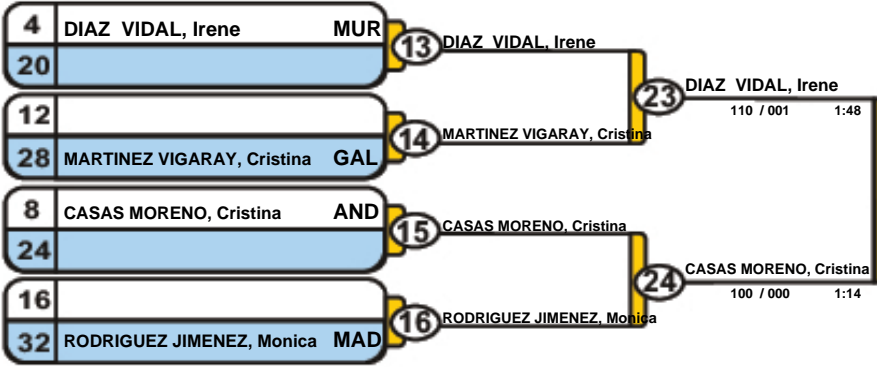 4 DIAZ VIDAL, Irene MUR
20
13 DIAZ VIDAL, Irene
12
28 MARTINEZ VIGARAY, Cristina GAL
14 MARTINEZ VIGARAY, Cristina
23 DIAZ VIDAL, Irene
110 / 001 1:48
8 CASAS MORENO, Cristina AND
24
15 CASAS MORENO, Cristina
16
32 RODRIGUEZ JIMENEZ, Monica MAD
16 RODRIGUEZ JIMENEZ, Monica
24 CASAS MORENO, Cristina
100 / 000 1:14